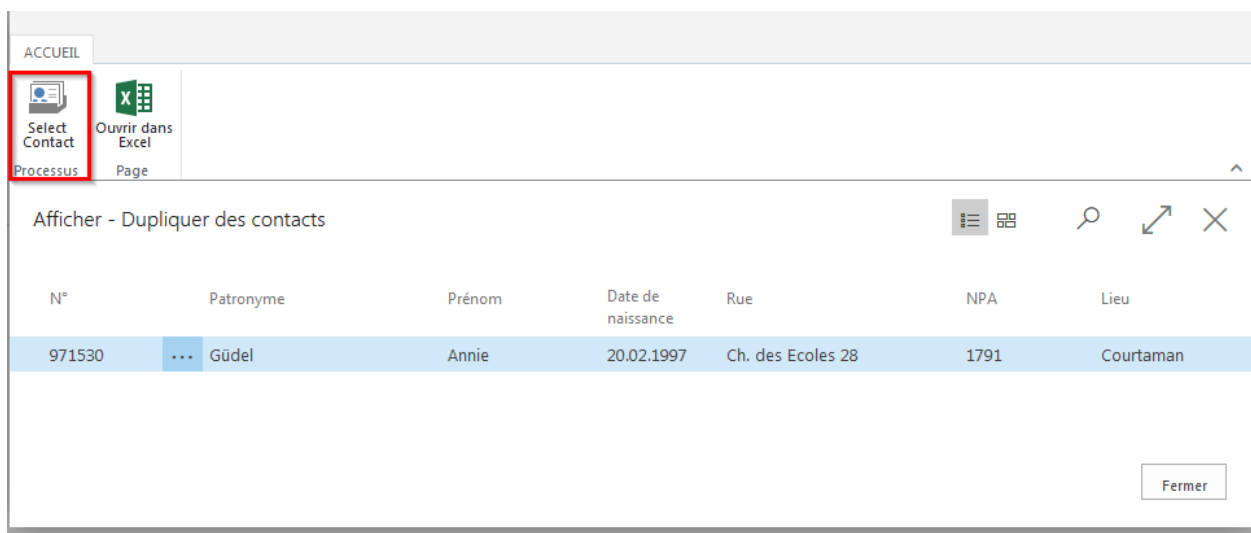 ACCUEIL
Select
Contact
Ouvrir dans
Excel
Processus
Page
Afficher - Dupliquer des contacts
N°
Patronyme
Prénom
Date de
naissance
Rue
NPA
Lieu
971530 ... Güdel Annie 20.02.1997 Ch. des Ecoles 28 1791 Courtaman
Fermer